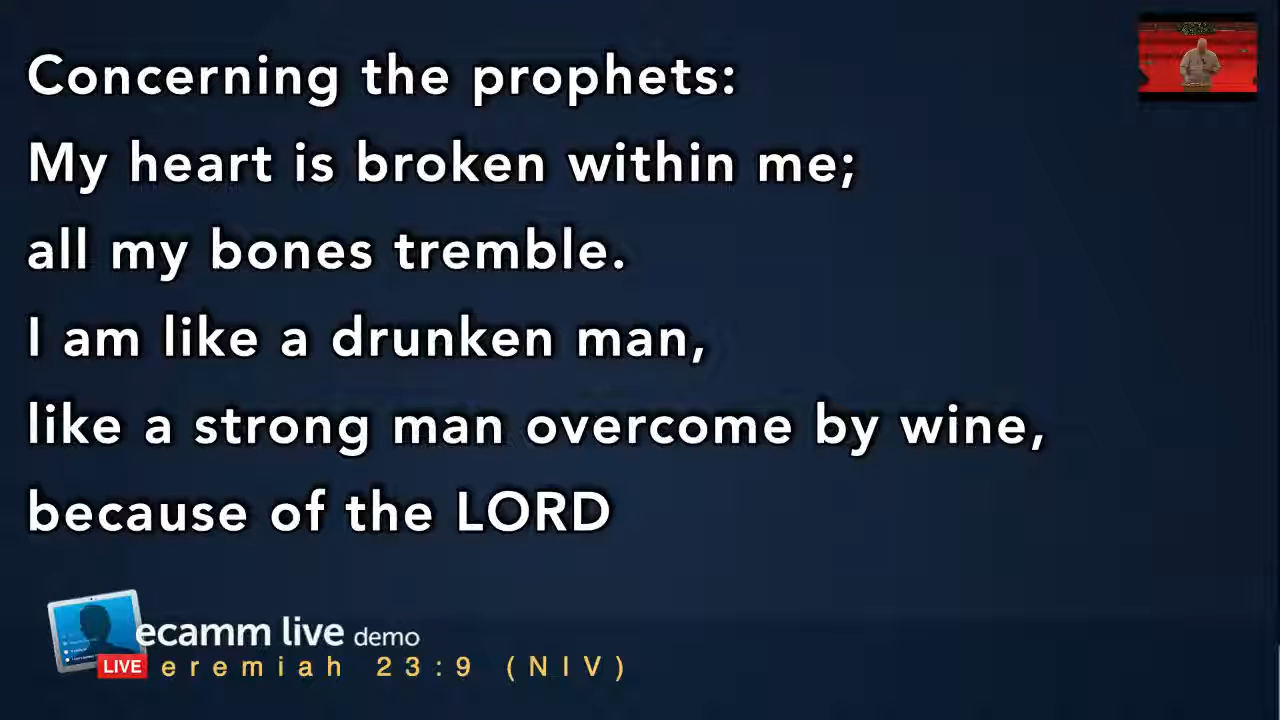 Concerning the prophets:
My heart is broken within me;
all my bones tremble.
I am like a drunken man,
like a strong man overcome by wine,
because of the LORD
ecamm live demo
LIVE
eremiah 23:9 (NIV)